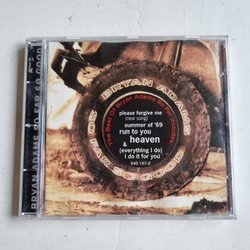 BRYAN ADAMS SO FAR SO GOOD
BRYAN ADAMS
SO FAR SO GOOD
The Best Of Bryan Adams So Far Includes:
please forgive me
(new song)
summer of '69
run to you
heaven
&
(everything I do)
I do it for you
540 157-2